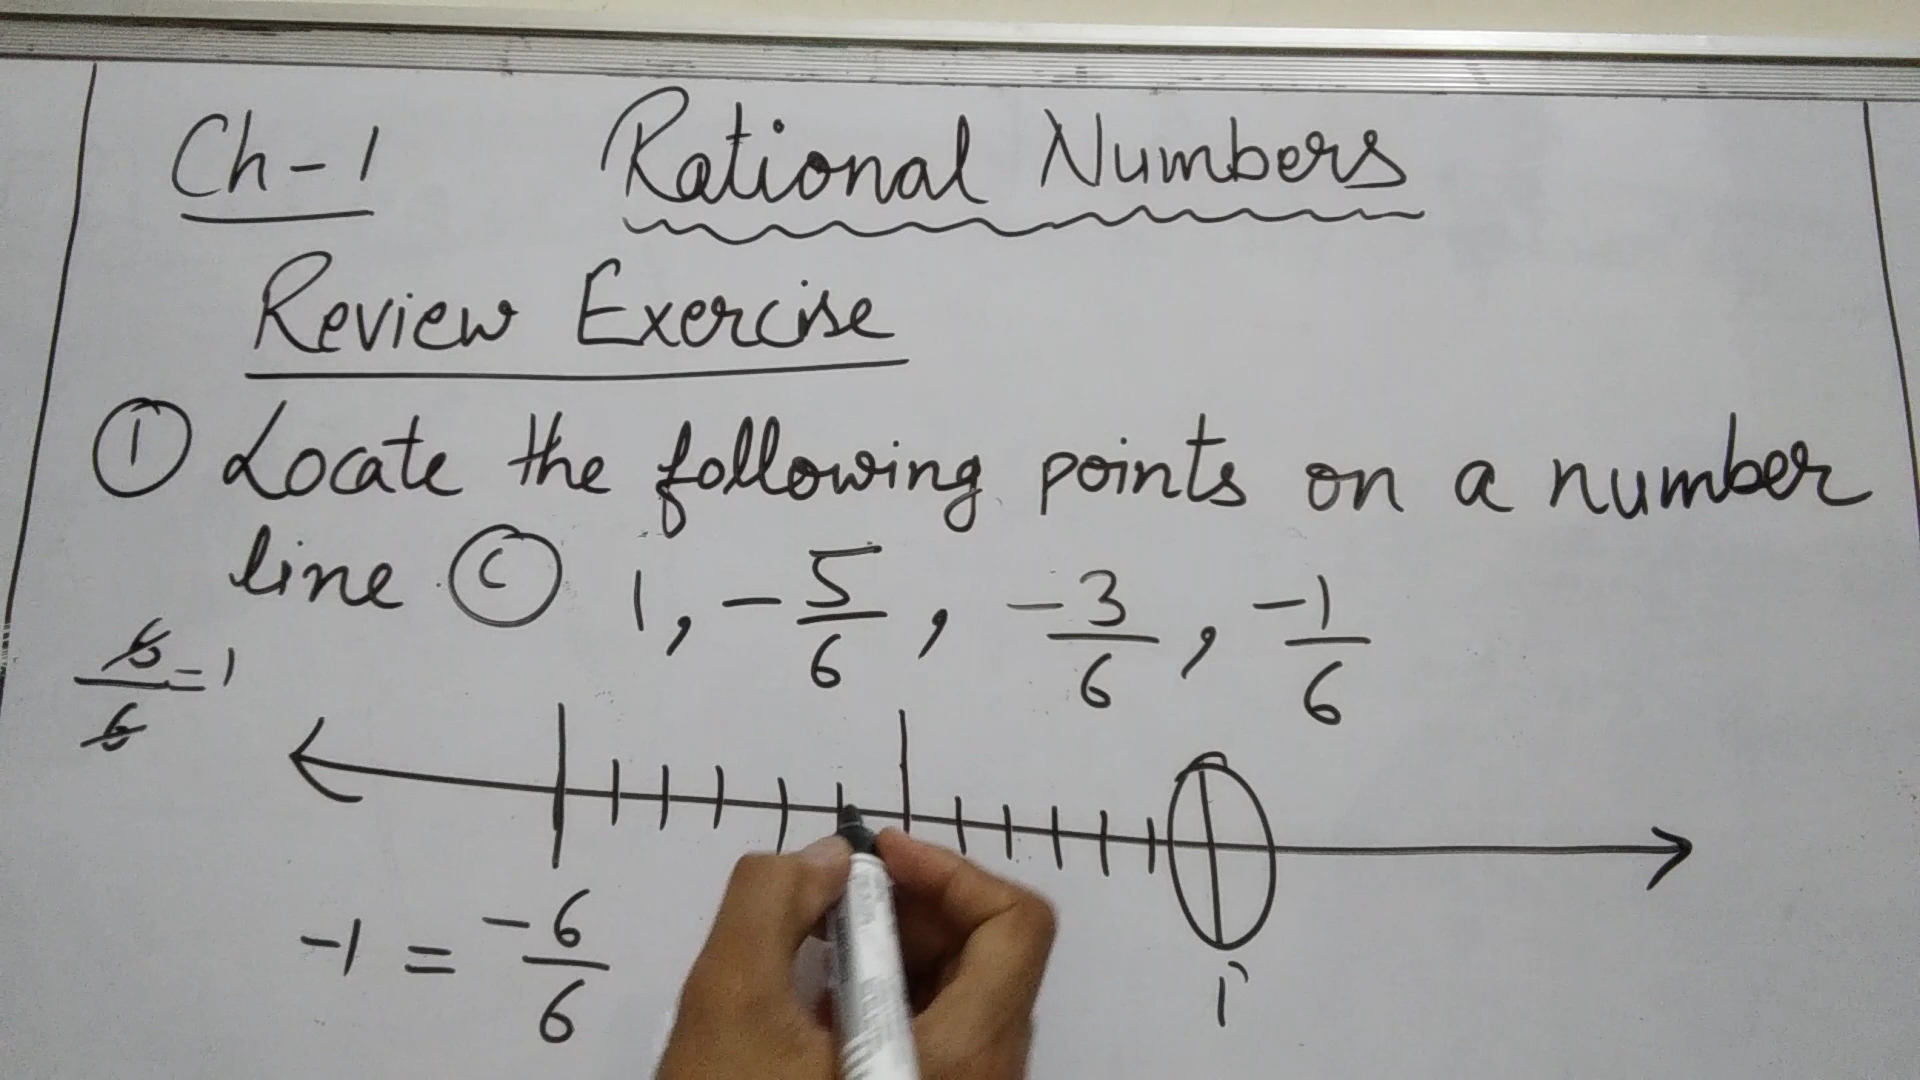 Ch-1 Rational Numbers
Review Exercise
① Locate the following points on a number
line Ⓒ 1, -5/6, -3/6, -1/6
6/6=1
-1 = -6/6
1